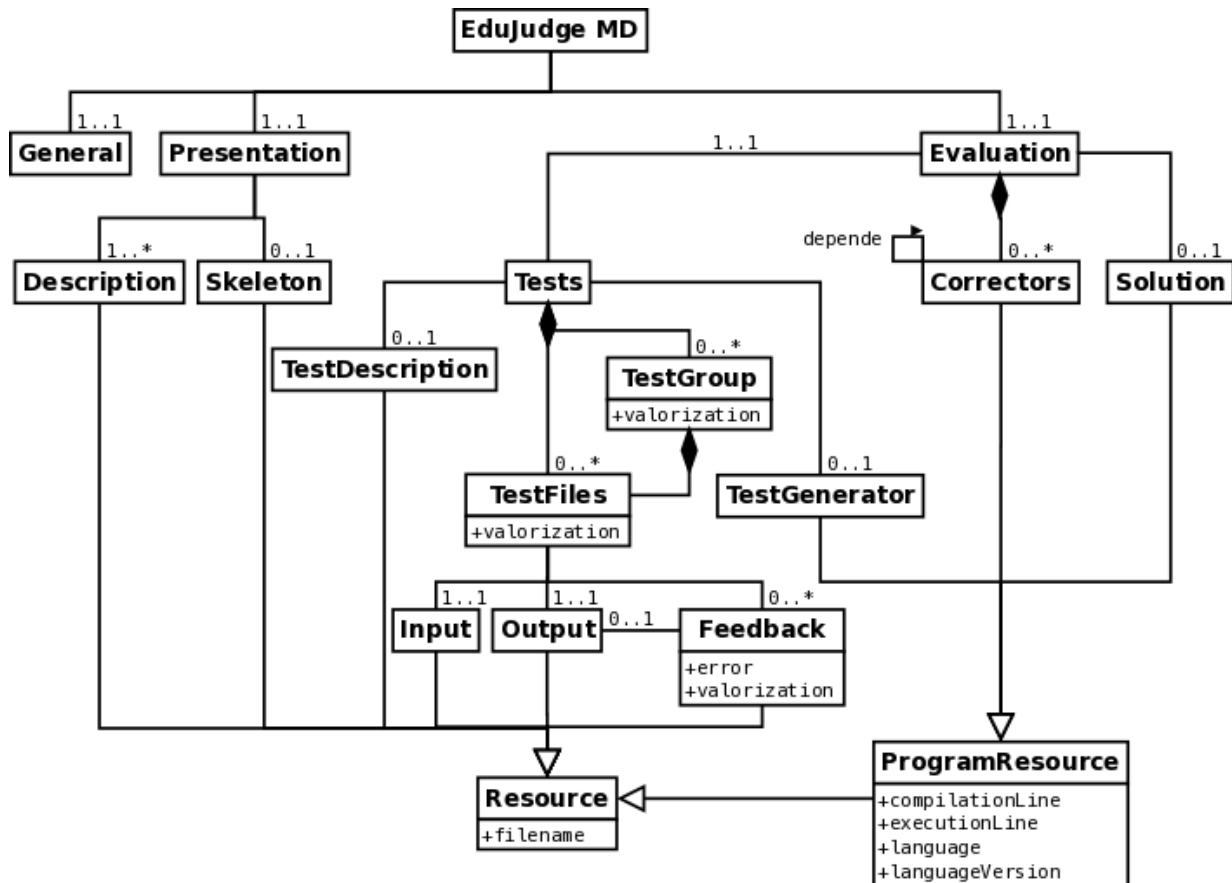 EduJudge MD
1..1
1..1
1..1
General
Presentation
1..1
Evaluation
depende
1..*
0..1
0..*
0..1
Description
Skeleton
Tests
Correctors
Solution
0..1
0..*
TestDescription
TestGroup
+valorization
0..*
0..1
TestFiles
TestGenerator
+valorization
1..1
1..1
0..*
0..1
Input
Output
Feedback
+error
+valorization
ProgramResource
Resource
+compilationLine
+filename
+executionLine
+language
+languageVersion